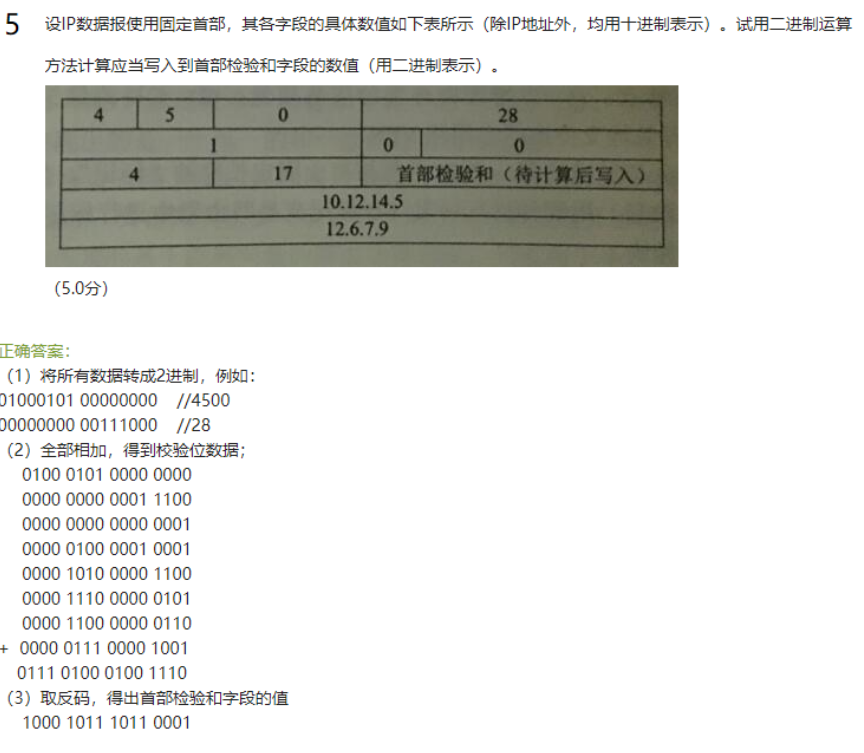 5 设IP数据报使用固定首部，其各字段的具体数值如下表所示（除IP地址外，均用十进制表示）。试用二进制运算
方法计算应当写入到首部检验和字段的数值（用二进制表示）。
4 5 0 28
1 0 0
4 17 首部检验和（待计算后写入）
10.12.14.5
12.6.7.9
（5.0分）
正确答案：
（1）将所有数据转成2进制，例如：
01000101 00000000 //4500
00000000 00111000 //28
（2）全部相加，得到校验位数据；
0100 0101 0000 0000
0000 0000 0001 1100
0000 0000 0000 0001
0000 0100 0001 0001
0000 1010 0000 1100
0000 1110 0000 0101
0000 1100 0000 0110
+ 0000 0111 0000 1001
0111 0100 0100 1110
（3）取反码，得出首部检验和字段的值
1000 1011 1011 0001